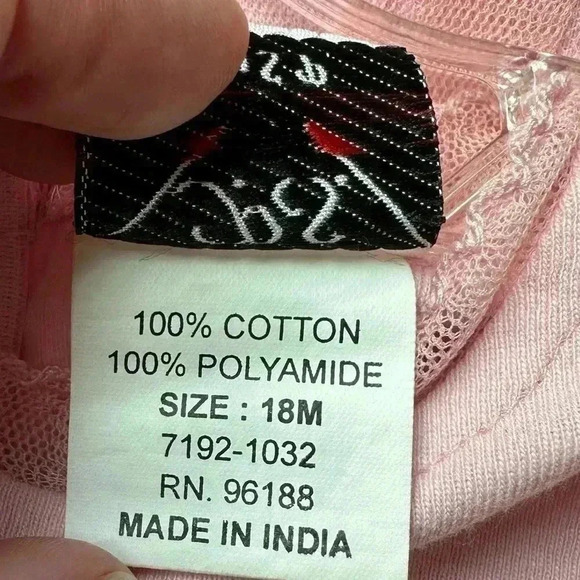 100% COTTON
100% POLYAMIDE
SIZE : 18M
7192-1032
RN. 96188
MADE IN INDIA